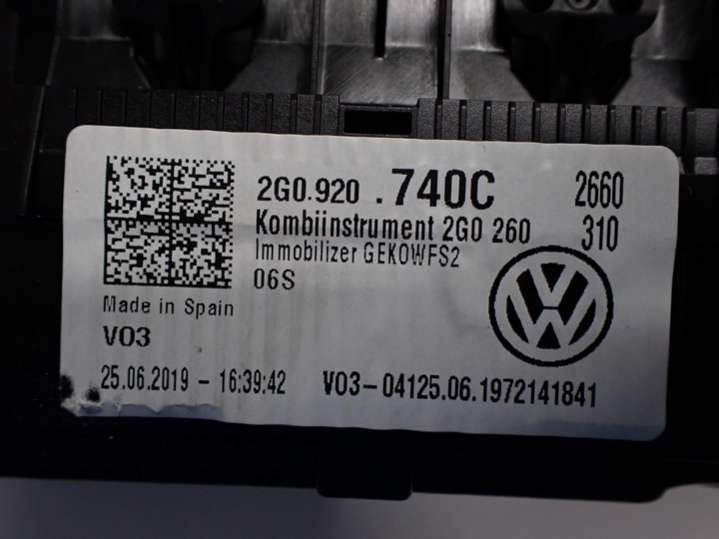 2G0.920 .740C 2660
Kombiinstrument 2G0 260 310
Immobilizer GEKOWFS2
06S
Made in Spain
V03
25.06.2019 - 16:39:42 V03-04125.06.1972141841